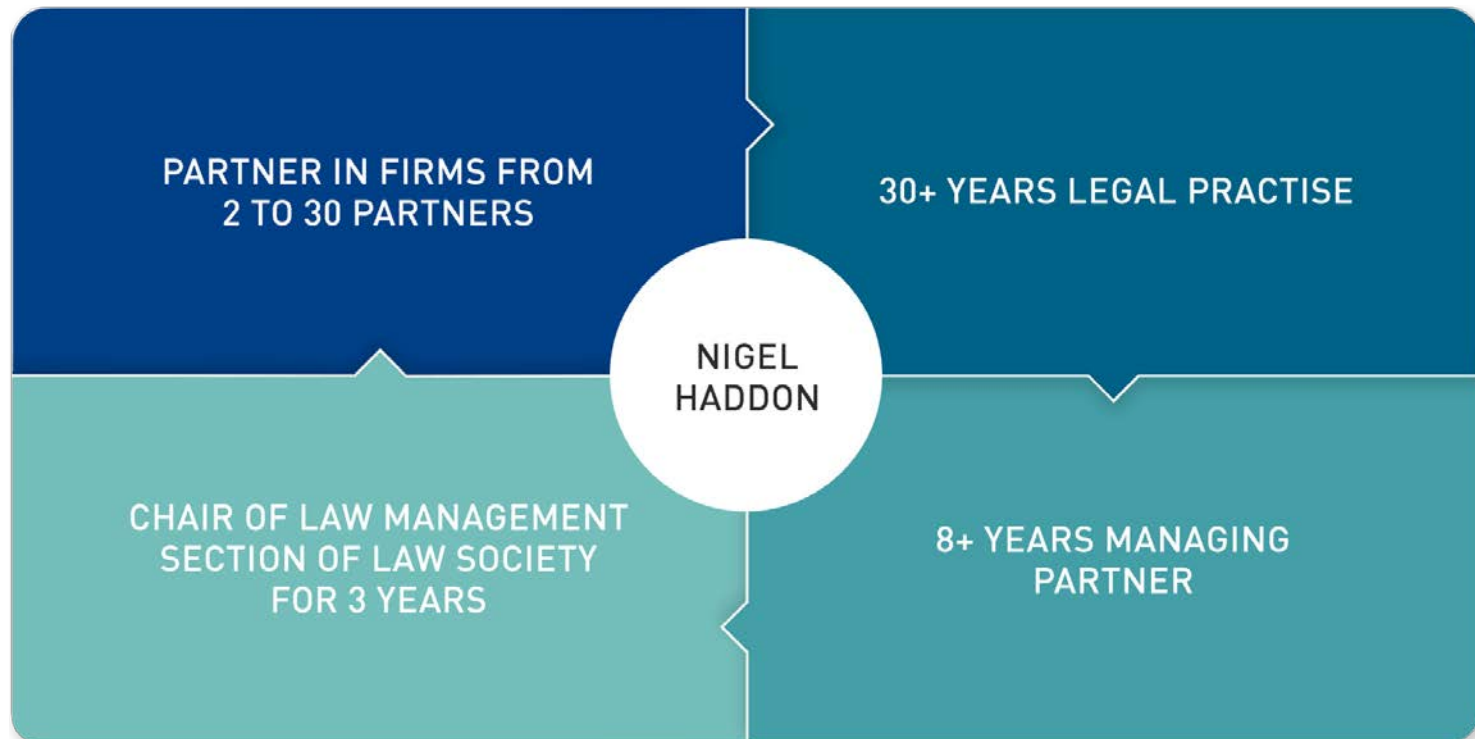 PARTNER IN FIRMS FROM
2 TO 30 PARTNERS
30+ YEARS LEGAL PRACTISE
NIGEL
HADDON
CHAIR OF LAW MANAGEMENT
SECTION OF LAW SOCIETY
FOR 3 YEARS
8+ YEARS MANAGING
PARTNER